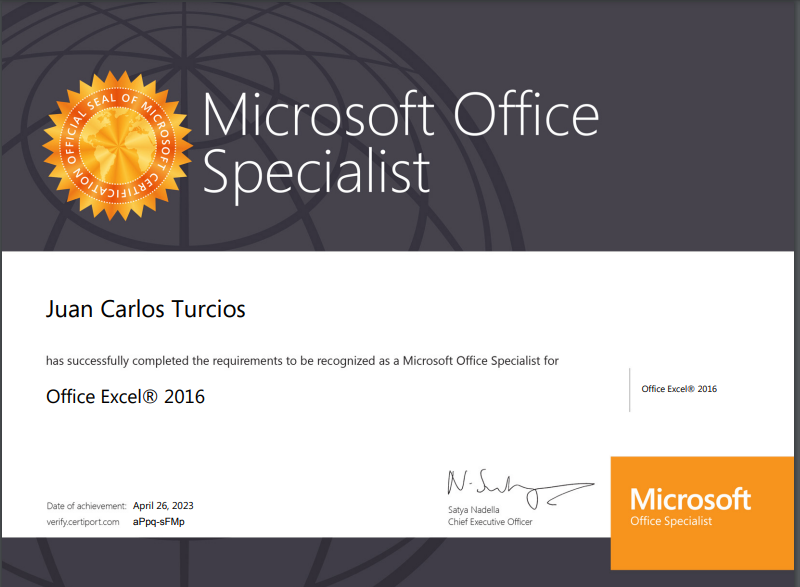 OFFICIAL SEAL OF MICROSOFT CERTIFICATION
Microsoft Office
Specialist
Juan Carlos Turcios
has successfully completed the requirements to be recognized as a Microsoft Office Specialist for
Office Excel® 2016
Office Excel® 2016
N. S
Satya Nadella
Chief Executive Officer
Date of achievement: April 26, 2023
verify.certiport.com aPpq-sFMp
Microsoft
Office Specialist